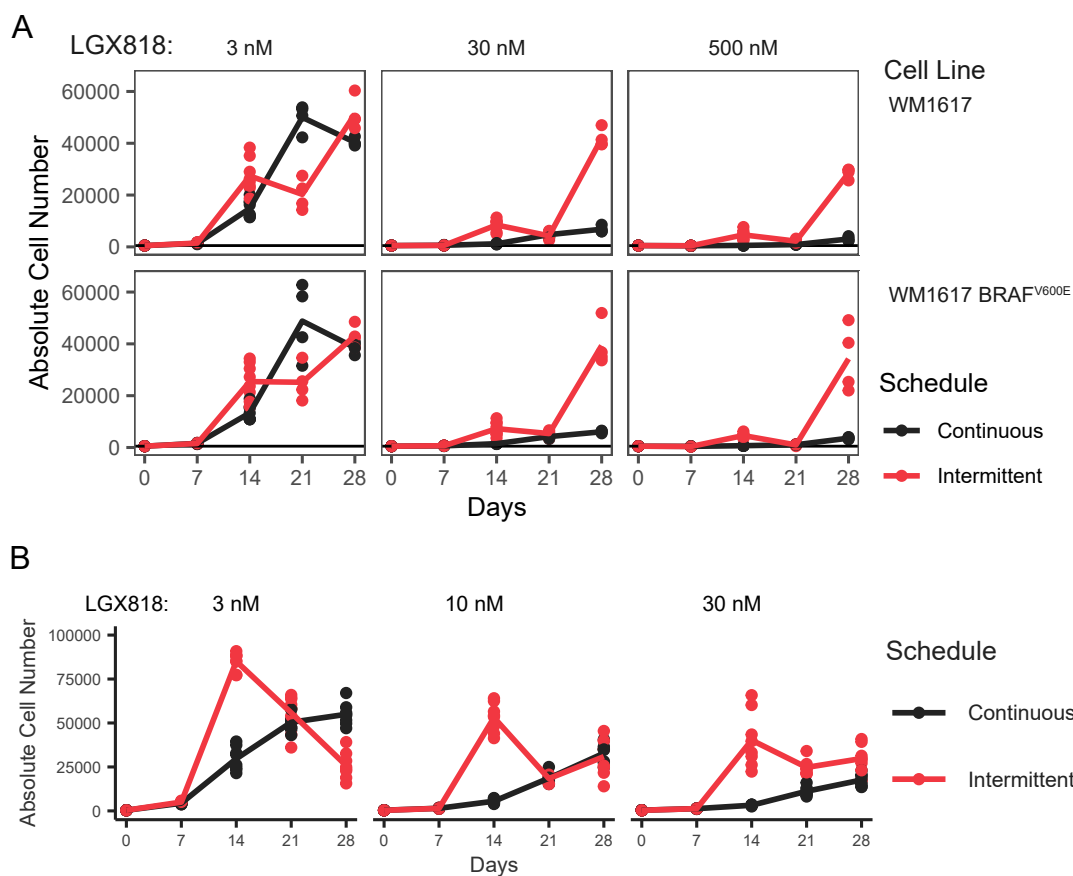 A
LGX818: 3 nM 30 nM 500 nM
Cell Line
WM1617
WM1617 BRAFV600E
Absolute Cell Number
60000
40000
20000
0
60000
40000
20000
0
0 7 14 21 28 0 7 14 21 28 0 7 14 21 28
Days
Schedule
Continuous
Intermittent
B
LGX818: 3 nM 10 nM 30 nM
Absolute Cell Number
100000
75000
50000
25000
0
0 7 14 21 28 0 7 14 21 28 0 7 14 21 28
Days
Schedule
Continuous
Intermittent